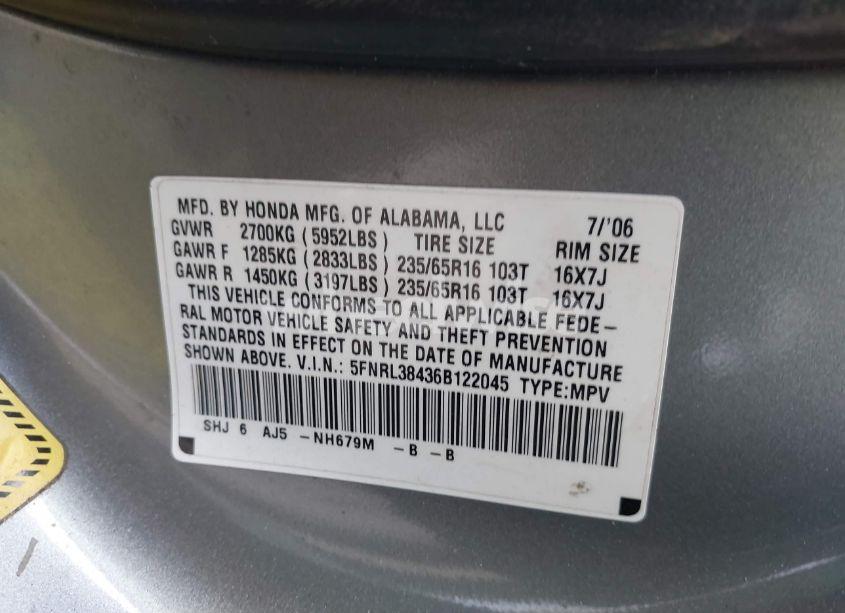 MFD. BY HONDA MFG. OF ALABAMA, LLC 7/'06
GVWR 2700KG (5952LBS) TIRE SIZE RIM SIZE
GAWR F 1285KG (2833LBS) 235/65R16 103T 16X7J
GAWR R 1450KG (3197LBS) 235/65R16 103T 16X7J
THIS VEHICLE CONFORMS TO ALL APPLICABLE FEDE-
RAL MOTOR VEHICLE SAFETY AND THEFT PREVENTION
STANDARDS IN EFFECT ON THE DATE OF MANUFACTURE
SHOWN ABOVE. V.I.N.: 5FNRL38436B122045 TYPE:MPV
SHJ 6 AJ5 -NH679M -B -B